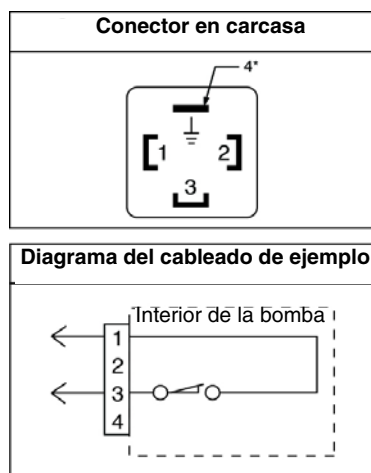 Conector en carcasa
4*
1 2
3
Diagrama del cableado de ejemplo
Interior de la bomba
1
2
3
4